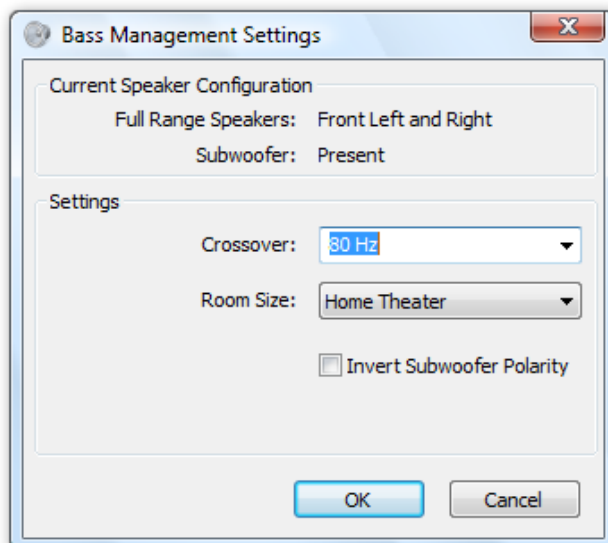 Bass Management Settings
Current Speaker Configuration
Full Range Speakers: Front Left and Right
Subwoofer: Present
Settings
Crossover: 80 Hz
Room Size: Home Theater
Invert Subwoofer Polarity
OK Cancel